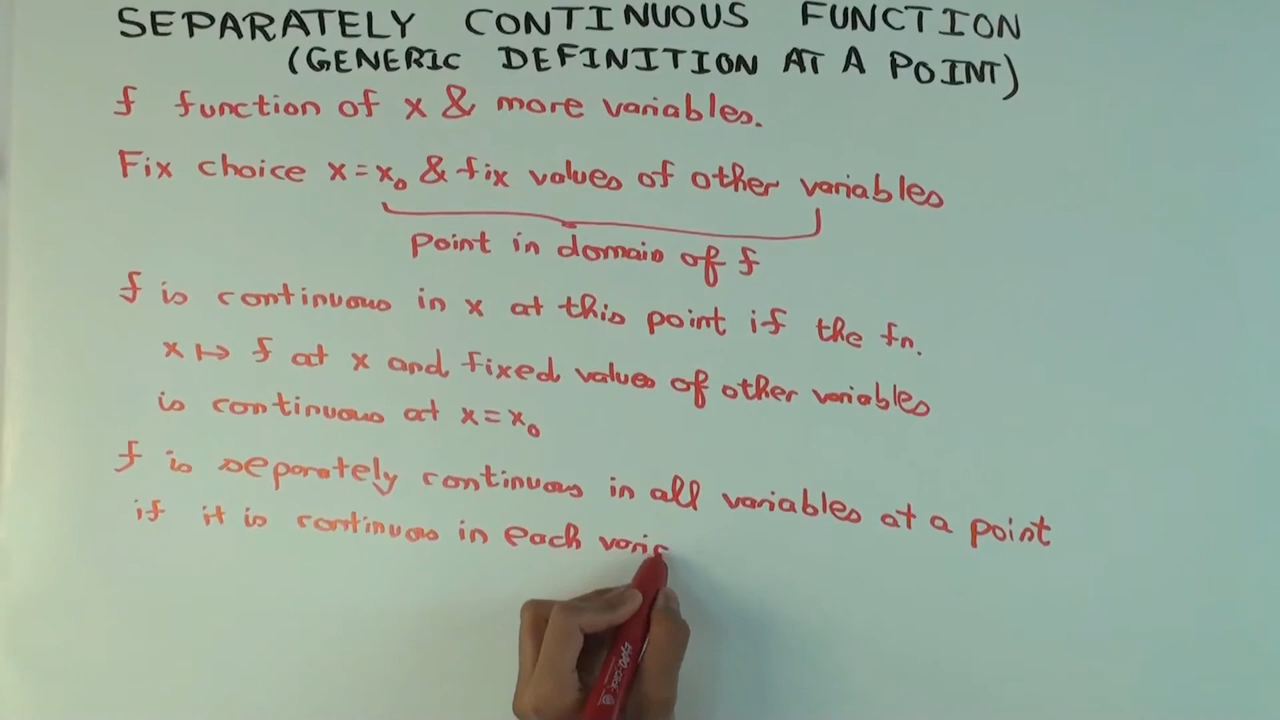 SEPARATELY CONTINUOUS FUNCTION
(GENERIC DEFINITION AT A POINT)
f function of x & more variables.
Fix choice x = x₀ & fix values of other variables
point in domain of f
f is continuous in x at this point if the fn.
x ↦ f at x and fixed values of other variables
is continuous at x = x₀
f is separately continuous in all variables at a point
if it is continuous in each varia
EXPO